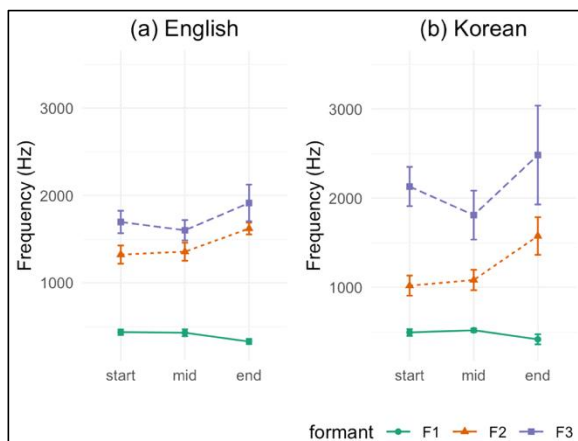 (a) English
Frequency (Hz)
3000
2000
1000
start mid end
(b) Korean
Frequency (Hz)
3000
2000
1000
start mid end
formant F1 F2 F3